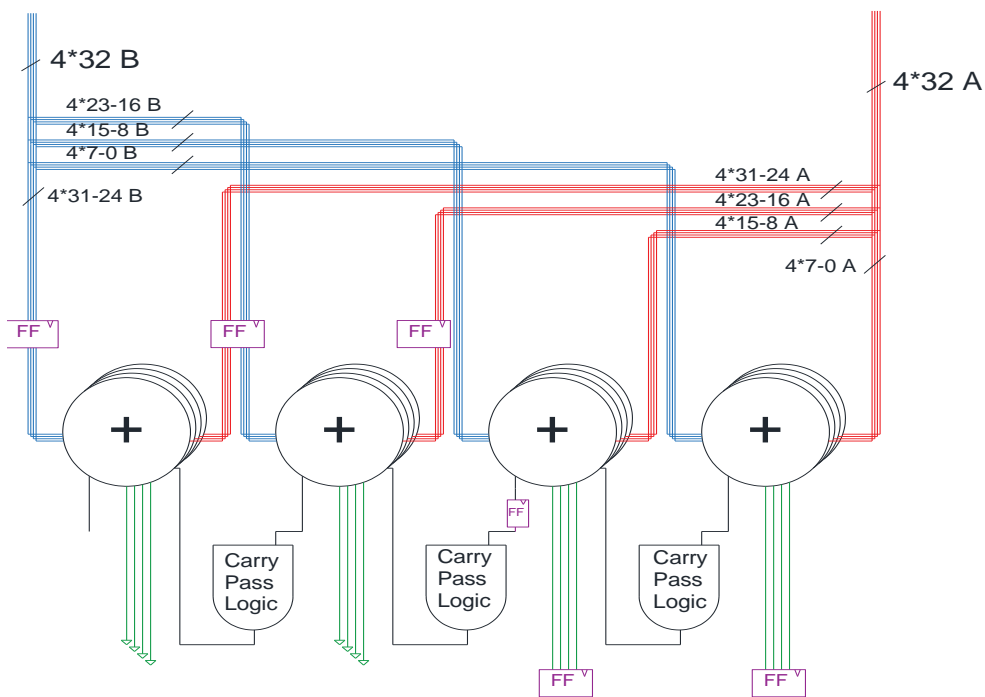 4*32 B
4*32 A
4*23-16 B
4*15-8 B
4*7-0 B
4*31-24 B
4*31-24 A
4*23-16 A
4*15-8 A
4*7-0 A
FF
FF
FF
+
+
+
+
FF
Carry
Pass
Logic
Carry
Pass
Logic
Carry
Pass
Logic
FF
FF